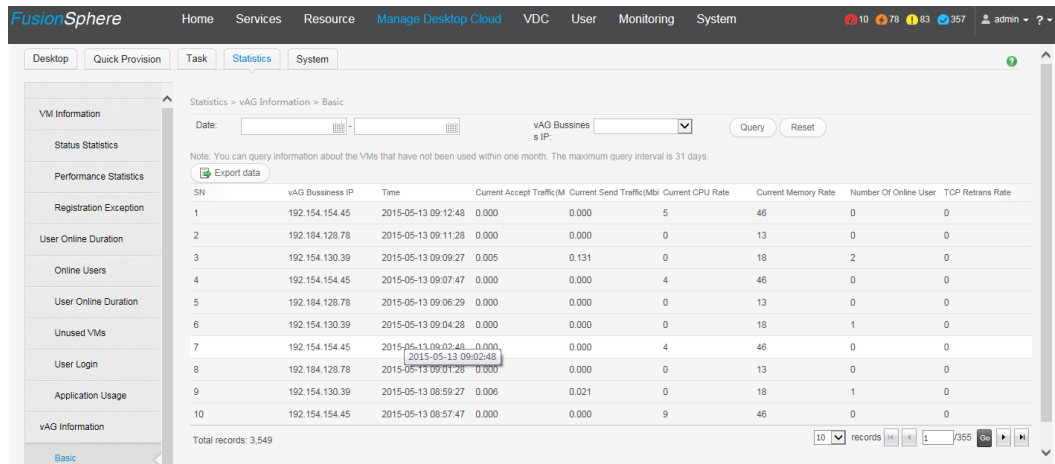 FusionSphere Home Services Resource Manage Desktop Cloud VDC User Monitoring System 10 78 83 357 admin ?
Desktop Quick Provision Task Statistics System ?
VM Information
Status Statistics
Performance Statistics
Registration Exception
User Online Duration
Online Users
User Online Duration
Unused VMs
User Login
Application Usage
vAG Information
Basic
Statistics > vAG Information > Basic
Date: - vAG Bussines Query Reset
s IP:
Note: You can query information about the VMs that have not been used within one month. The maximum query interval is 31 days.
Export data
SN vAG Bussiness IP Time Current Accept Traffic(M Current Send Traffic(Mbi Current CPU Rate Current Memory Rate Number Of Online User TCP Retrans Rate
1 192.154.154.45 2015-05-13 09:12:48 0.000 0.000 5 46 0 0
2 192.184.128.78 2015-05-13 09:11:28 0.000 0.000 0 13 0 0
3 192.154.130.39 2015-05-13 09:09:27 0.005 0.131 0 18 2 0
4 192.154.154.45 2015-05-13 09:07:47 0.000 0.000 4 46 0 0
5 192.184.128.78 2015-05-13 09:06:29 0.000 0.000 0 13 0 0
6 192.154.130.39 2015-05-13 09:04:28 0.000 0.000 0 18 1 0
7 192.154.154.45 2015-05-13 09:02:48 0.000 0.000 4 46 0 0
2015-05-13 09:02:48
8 192.184.128.78 2015-05-13 09:01:28 0.000 0.000 0 13 0 0
9 192.154.130.39 2015-05-13 08:59:27 0.006 0.021 0 18 1 0
10 192.154.154.45 2015-05-13 08:57:47 0.000 0.000 9 46 0 0
Total records: 3,549 10 records 1 /355 Go